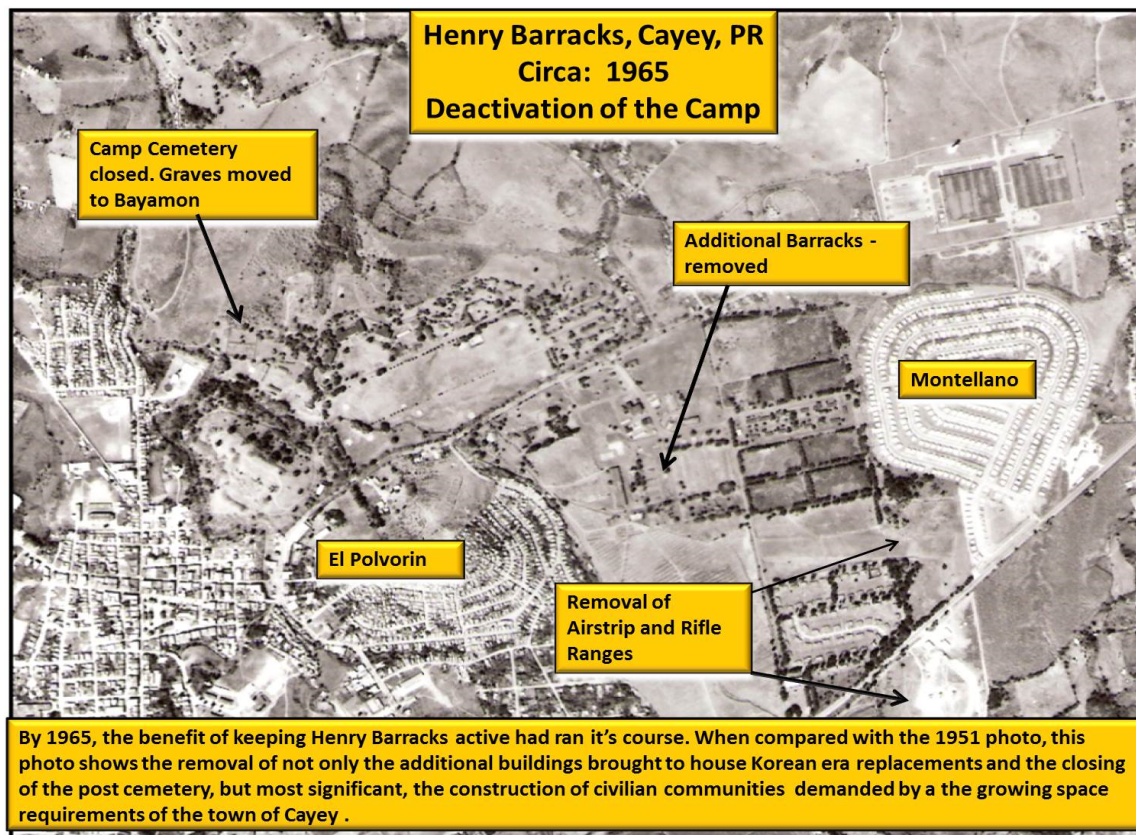 Henry Barracks, Cayey, PR
Circa:  1965
Deactivation of the Camp
Camp Cemetery
closed. Graves moved
to Bayamon
Additional Barracks -
removed
Montellano
El Polvorin
Removal of
Airstrip and Rifle
Ranges
By 1965, the benefit of keeping Henry Barracks active had ran it's course. When compared with the 1951 photo, this
photo shows the removal of not only the additional buildings brought to house Korean era replacements and the closing
of the post cemetery, but most significant, the construction of civilian communities  demanded by a the growing space
requirements of the town of Cayey .